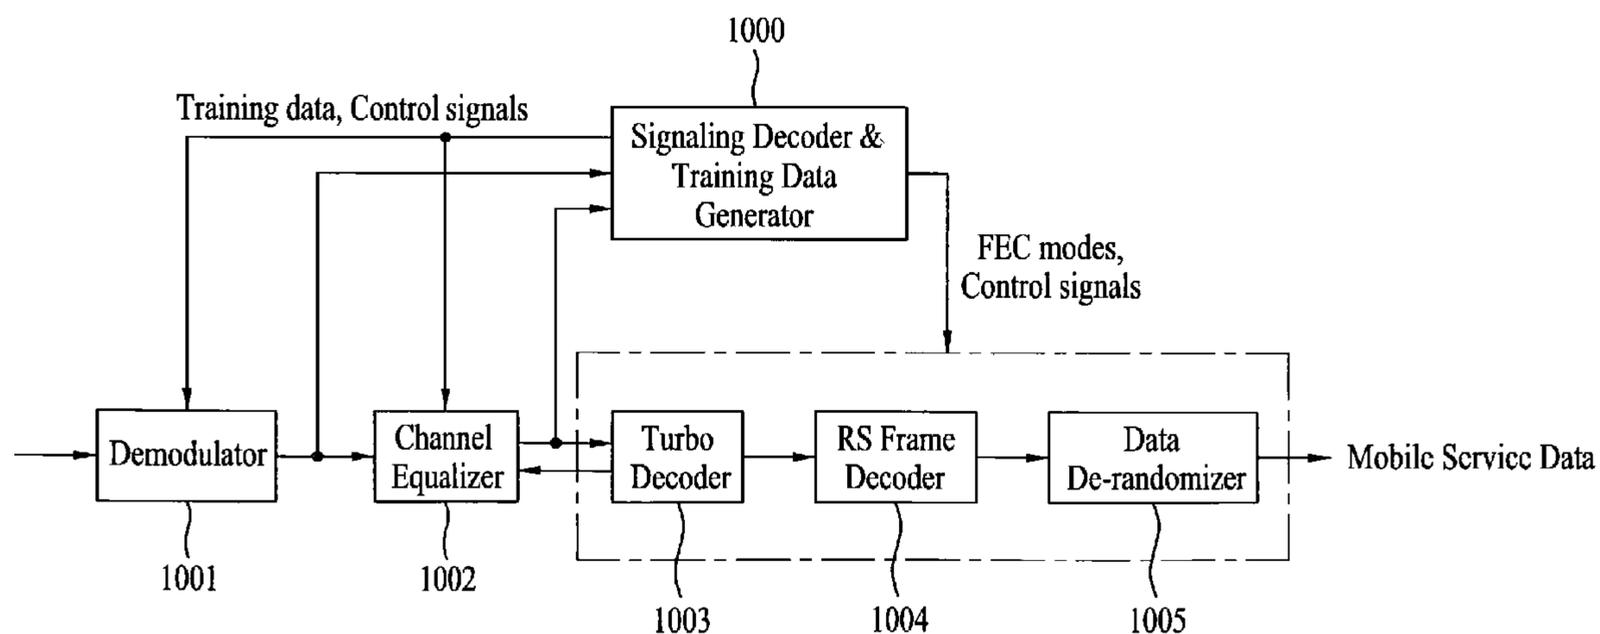 1000
Training data, Control signals
Signaling Decoder &
Training Data
Generator
FEC modes,
Control signals
Demodulator
Channel
Equalizer
Turbo
Decoder
RS Frame
Decoder
Data
De-randomizer
Mobile Service Data
1001
1002
1003
1004
1005